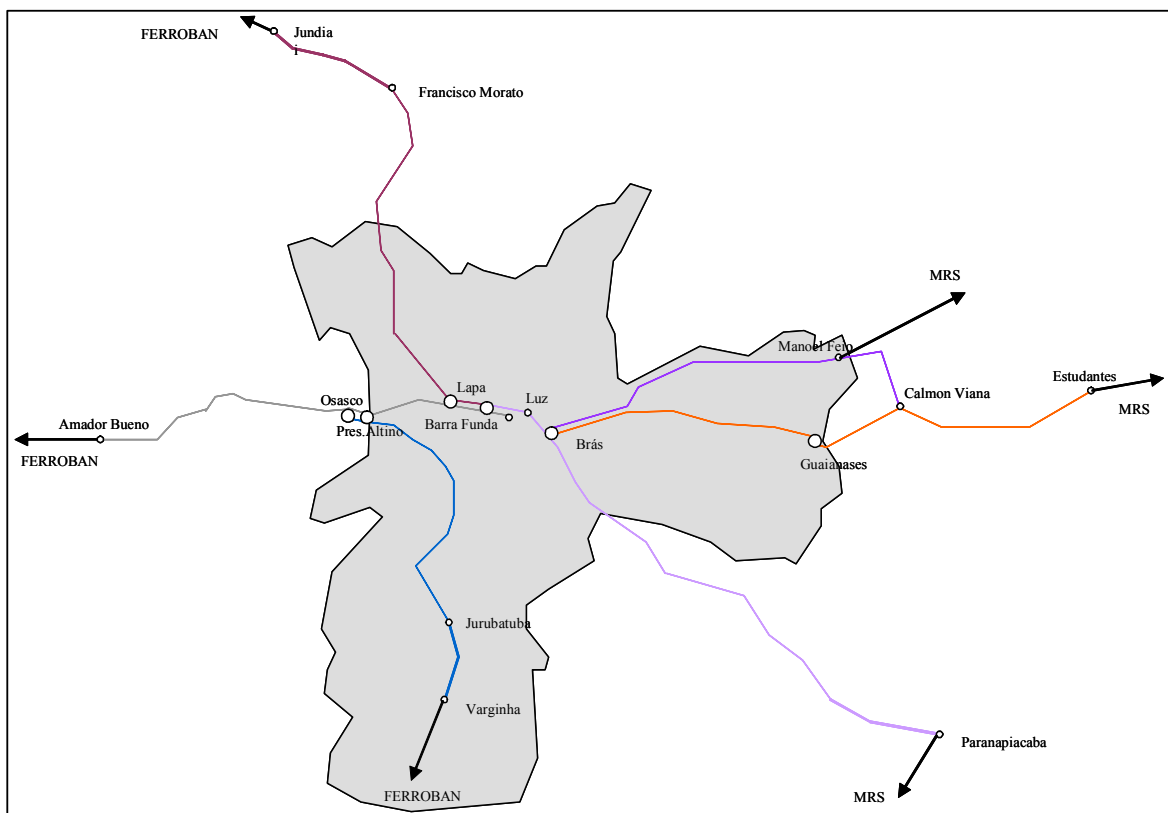 FERROBAN
Jundia
i
Francisco Morato
MRS
Manoel Feio
Lapa
Luz
Calmon Viana
Estudantes
MRS
Osasco
Amador Bueno
Pres.Altino
Barra Funda
Brás
FERROBAN
Guaianases
Jurubatuba
Varginha
Paranapiacaba
FERROBAN
MRS